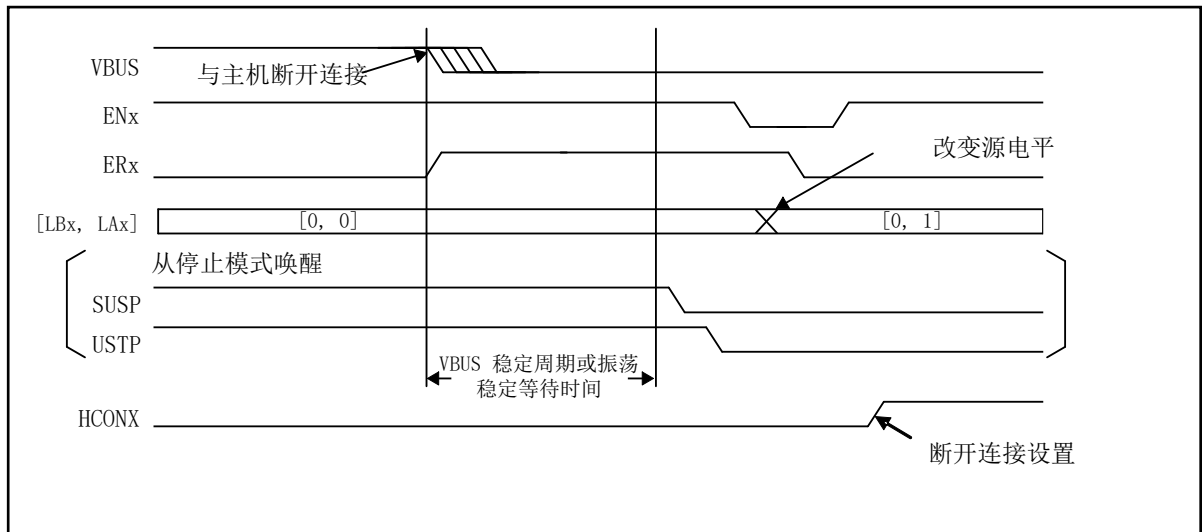 VBUS
与主机断开连接
ENx
ERx
改变源电平
[LBx, LAx]
[0, 0]
[0, 1]
从停止模式唤醒
SUSP
USTP
VBUS 稳定周期或振荡
稳定等待时间
HCONX
断开连接设置